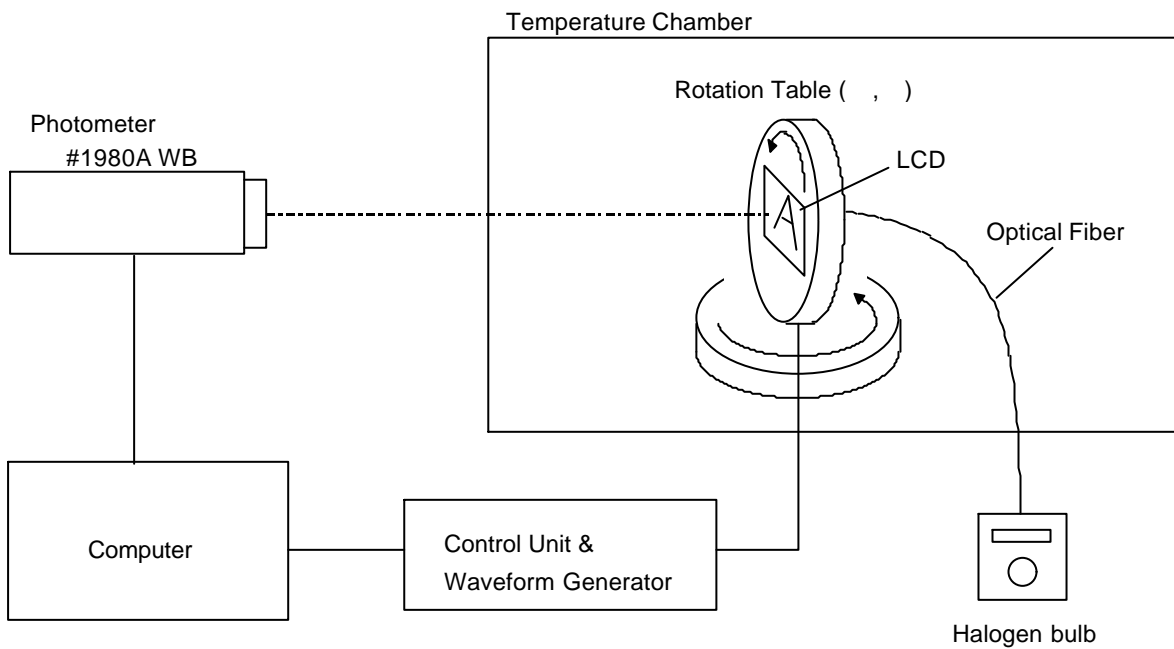 Temperature Chamber
Rotation Table (   ,   )
Photometer
#1980A WB
LCD
A
Optical Fiber
Computer
Control Unit &
Waveform Generator
Halogen bulb